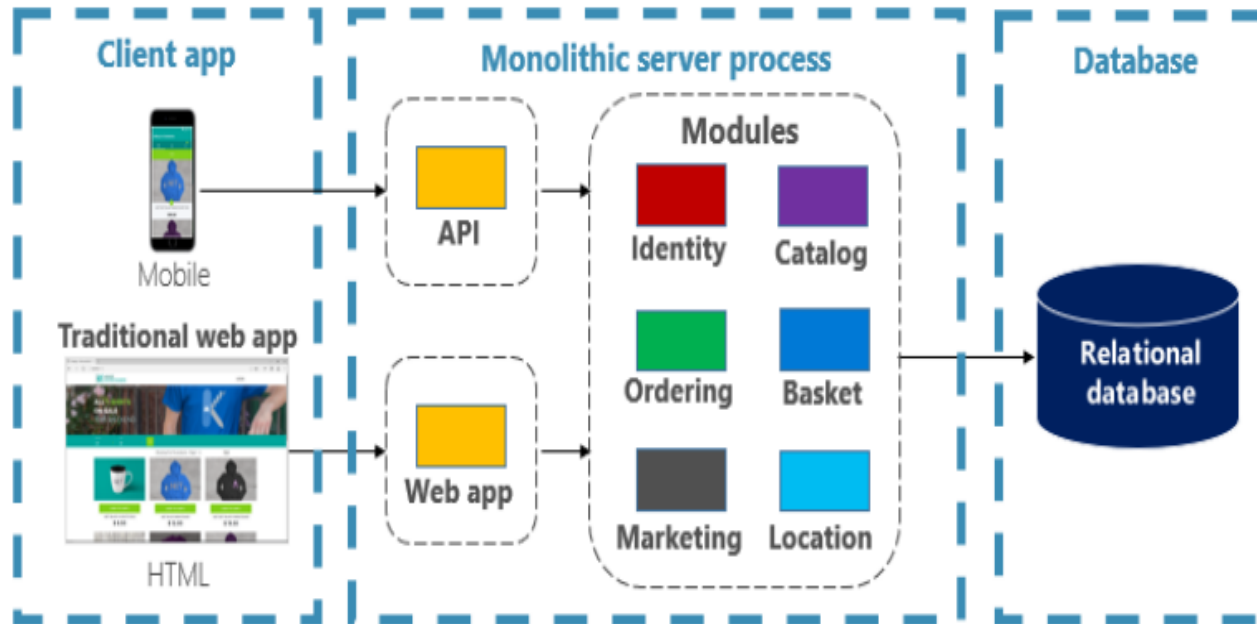 Client app
Mobile
Traditional web app
HTML
Monolithic server process
API
Web app
Modules
Identity
Catalog
Ordering
Basket
Marketing
Location
Database
Relational
database